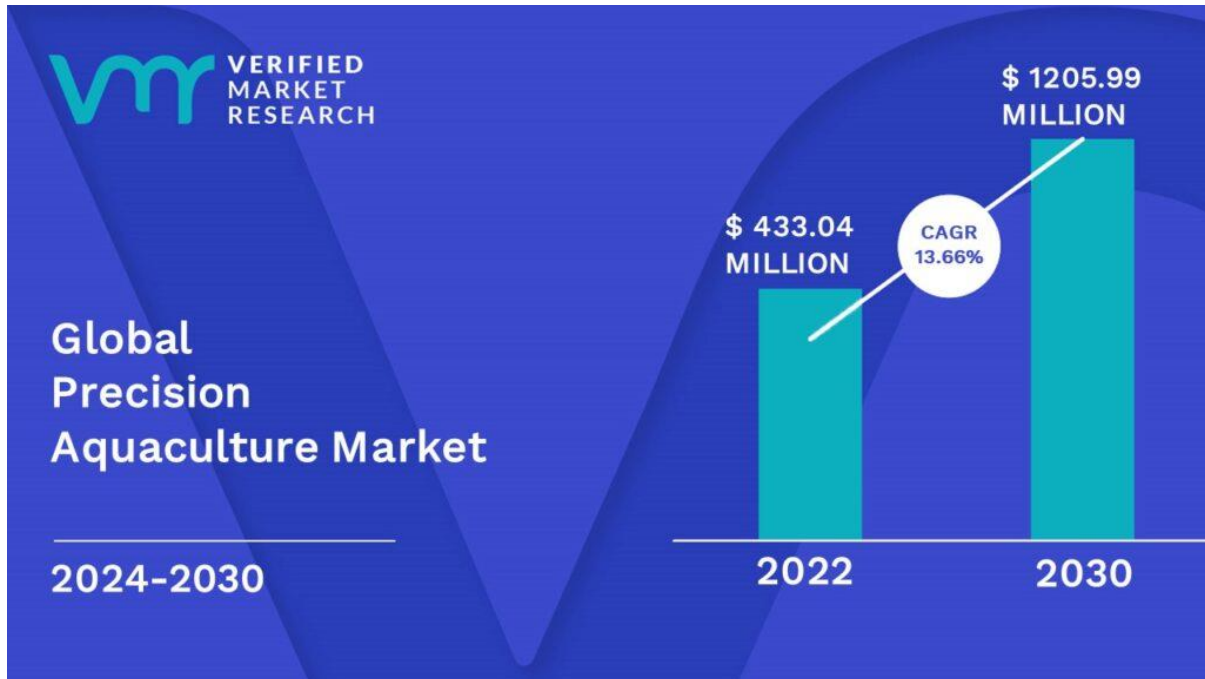 vmr
VERIFIED
MARKET
RESEARCH
Global
Precision
Aquaculture Market
2024-2030
$ 433.04
MILLION
CAGR
13.66%
$ 1205.99
MILLION
2022
2030